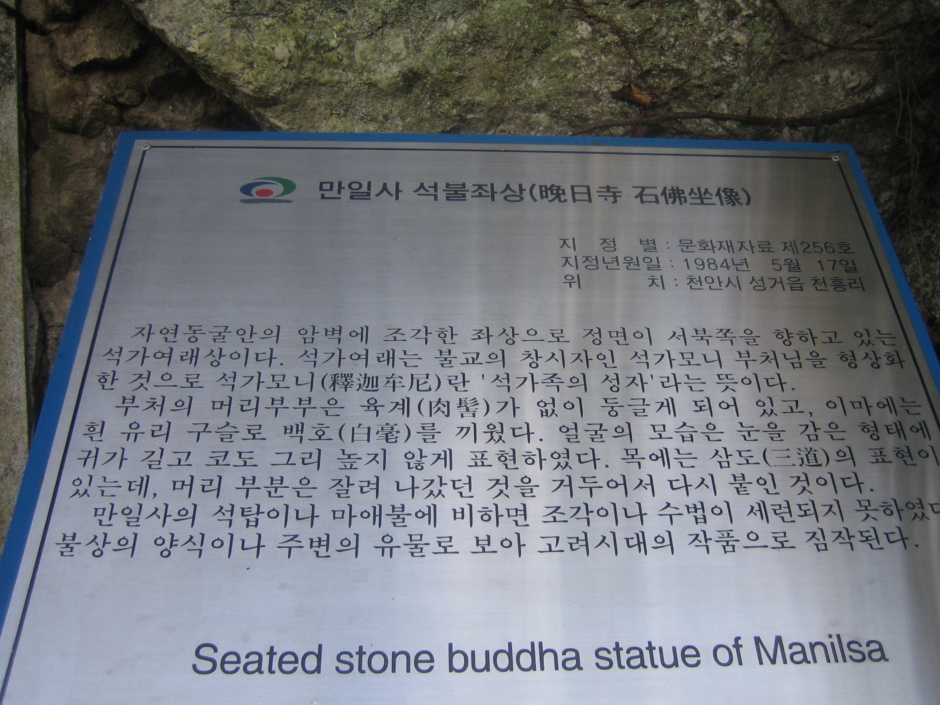 만일사 석불좌상(晩日寺 石佛坐像)
지 정 별 : 문화재자료 제256호
지정년원일 : 1984년 5월 17일
위 치 : 천안시 성거읍 천흥리
자연동굴안의 암벽에 조각한 좌상으로 정면이 서북쪽을 향하고 있는
석가여래상이다. 석가여래는 불교의 창시자인 석가모니 부처님을 형상화
한 것으로 석가모니(釋迦牟尼)란 '석가족의 성자'라는 뜻이다.
부처의 머리부부은 육계(肉髻)가 없이 둥글게 되어 있고, 이마에는
흰 유리 구슬로 백호(白毫)를 끼웠다. 얼굴의 모습은 눈을 감은 형태에
귀가 길고 코도 그리 높지 않게 표현하였다. 목에는 삼도(三道)의 표현이
있는데, 머리 부분은 잘려 나갔던 것을 거두어서 다시 붙인 것이다.
만일사의 석탑이나 마애불에 비하면 조각이나 수법이 세련되지 못하였다
불상의 양식이나 주변의 유물로 보아 고려시대의 작품으로 짐작된다.
Seated stone buddha statue of Manilsa